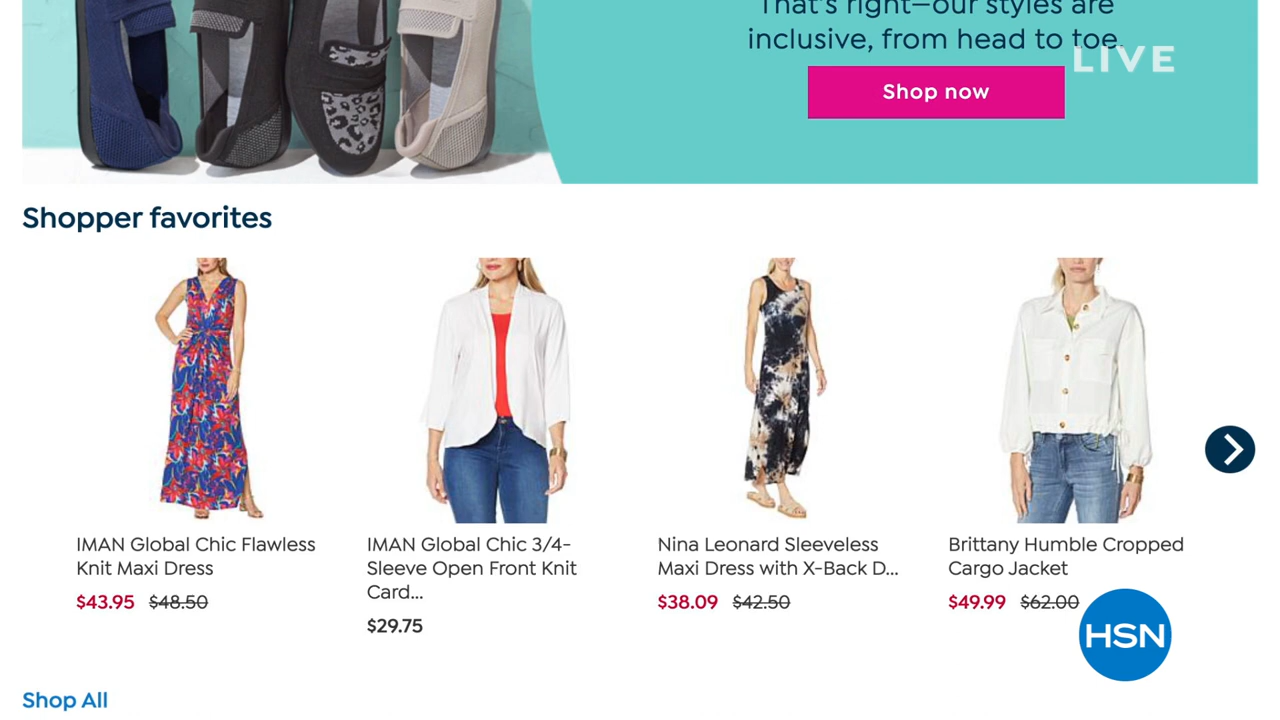 That's right—our styles are
inclusive, from head to toe.
LIVE
Shop now
Shopper favorites
IMAN Global Chic Flawless
Knit Maxi Dress
$43.95 $48.50
IMAN Global Chic 3/4-
Sleeve Open Front Knit
Card...
$29.75
Nina Leonard Sleeveless
Maxi Dress with X-Back D...
$38.09 $42.50
Brittany Humble Cropped
Cargo Jacket
$49.99 $62.00
HSN
Shop All